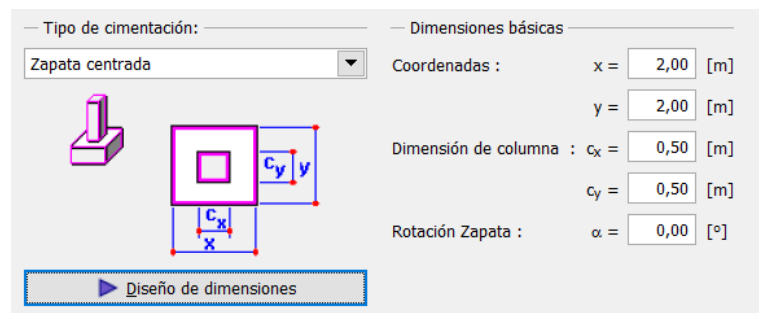 Tipo de cimentación:
Zapata centrada
Cy y
Cx
x
Diseño de dimensiones
Dimensiones básicas
Coordenadas : x = 2,00 [m]
y = 2,00 [m]
Dimensión de columna : cx = 0,50 [m]
cy = 0,50 [m]
Rotación Zapata : α = 0,00 [°]